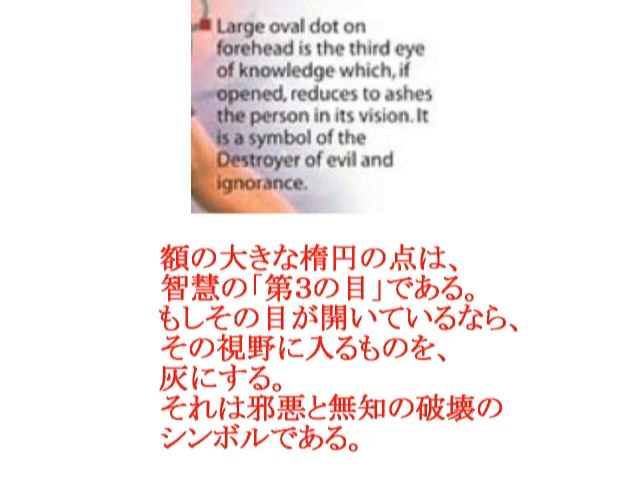 Large oval dot on
forehead is the third eye
of knowledge which, if
opened, reduces to ashes
the person in its vision. It
is a symbol of the
Destroyer of evil and
ignorance.
額の大きな楕円の点は、
智慧の「第3の目」である。
もしその目が開いているなら、
その視野に入るものを、
灰にする。
それは邪悪と無知の破壊の
シンボルである。